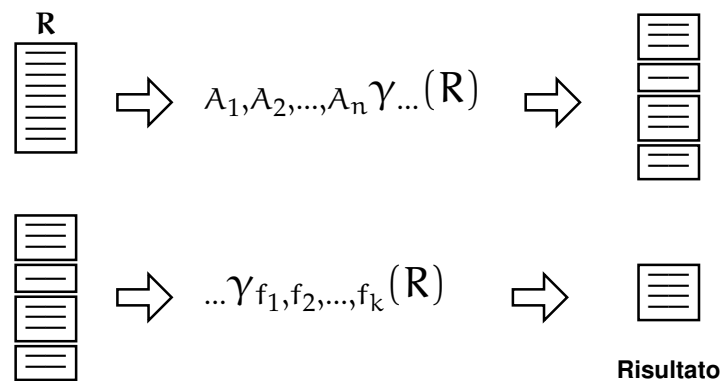 R
A₁,A₂,...,Aₙγ...(R)
...γf₁,f₂,...,fₖ(R)
Risultato